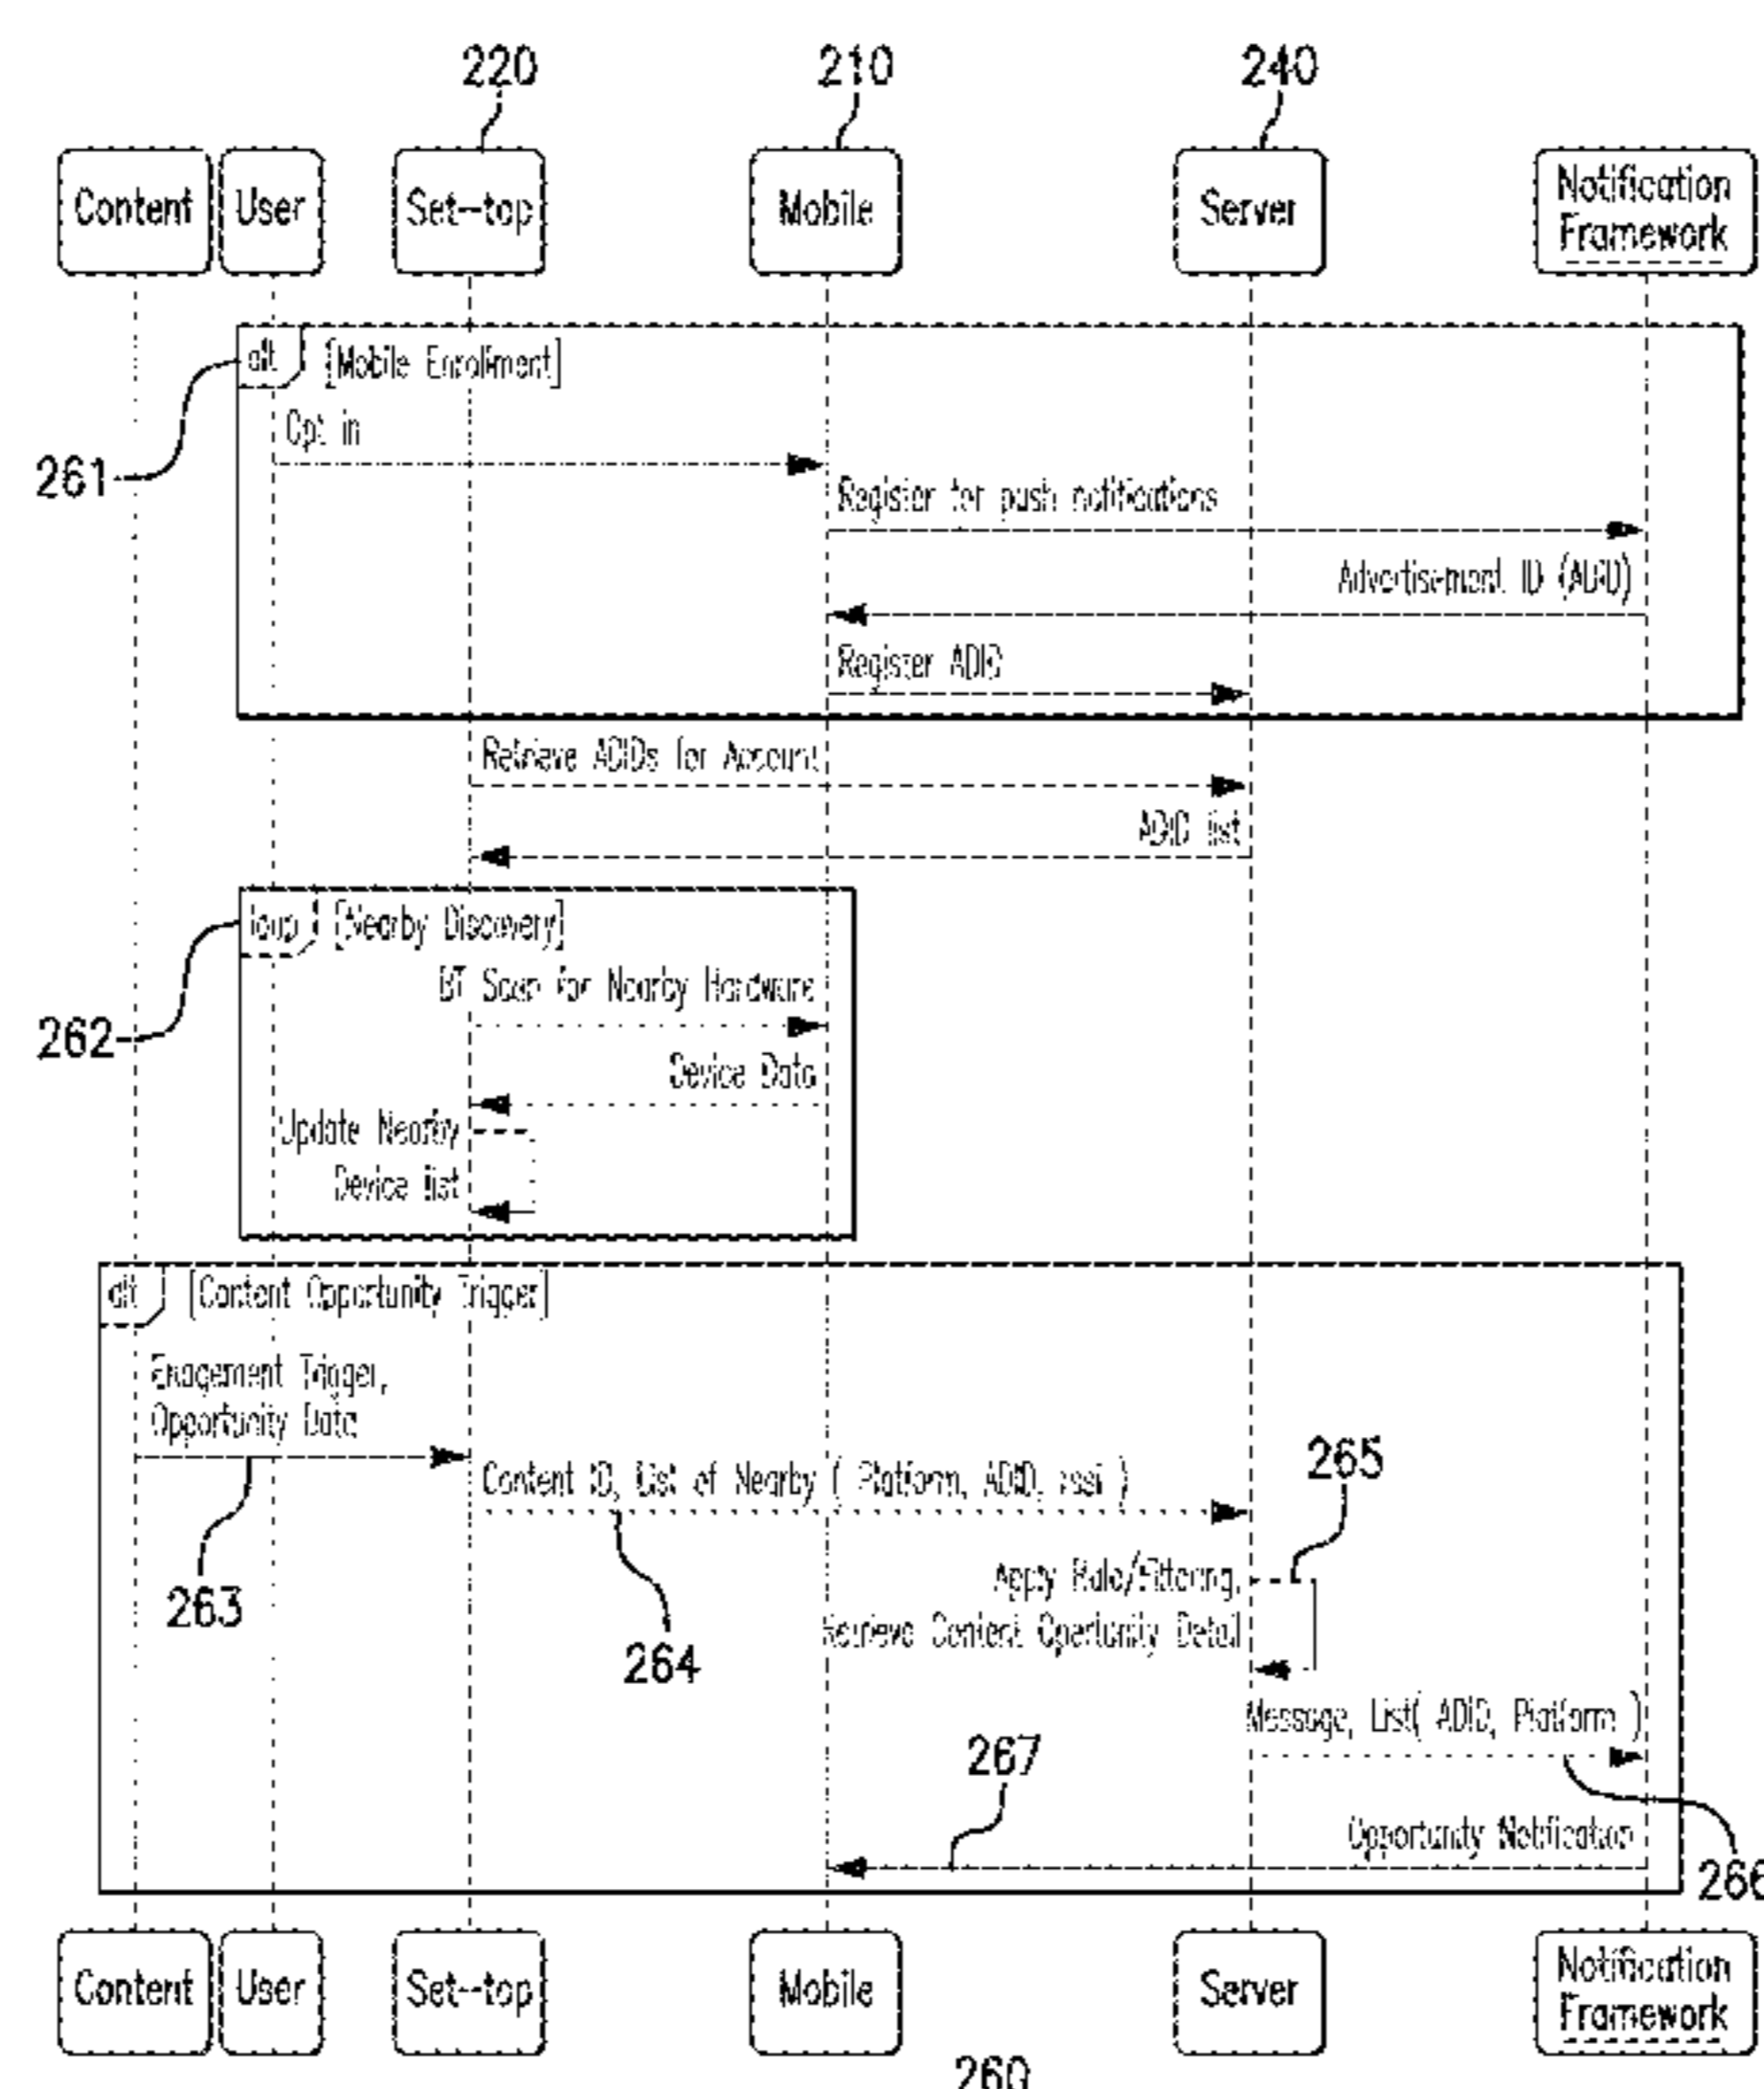 220
210
240
Content
User
Set-top
Mobile
Server
Notification
Framework
alt
[Mobile Enrollment]
Opt in
261
Register for push notifications
Advertisement ID (ADID)
Register ADID
Retrieve ADIDs for Account
ADID list
loop
[Nearby Discovery]
BT Scan for Nearby Hardware
262
Device Data
Update Nearby
Device list
alt
[Content Opportunity Trigger]
Enagement Trigger,
Opportunity Data
265
Content ID, List of Nearby ( Platform, ADID, rssi )
263
264
Apply Rule/Filtering,
Retrieve Content Opertunity Detail
Message, List( ADID, Platform )
267
Opportunity Notification
266
Content
User
Set-top
Mobile
Server
Notification
Framework
260